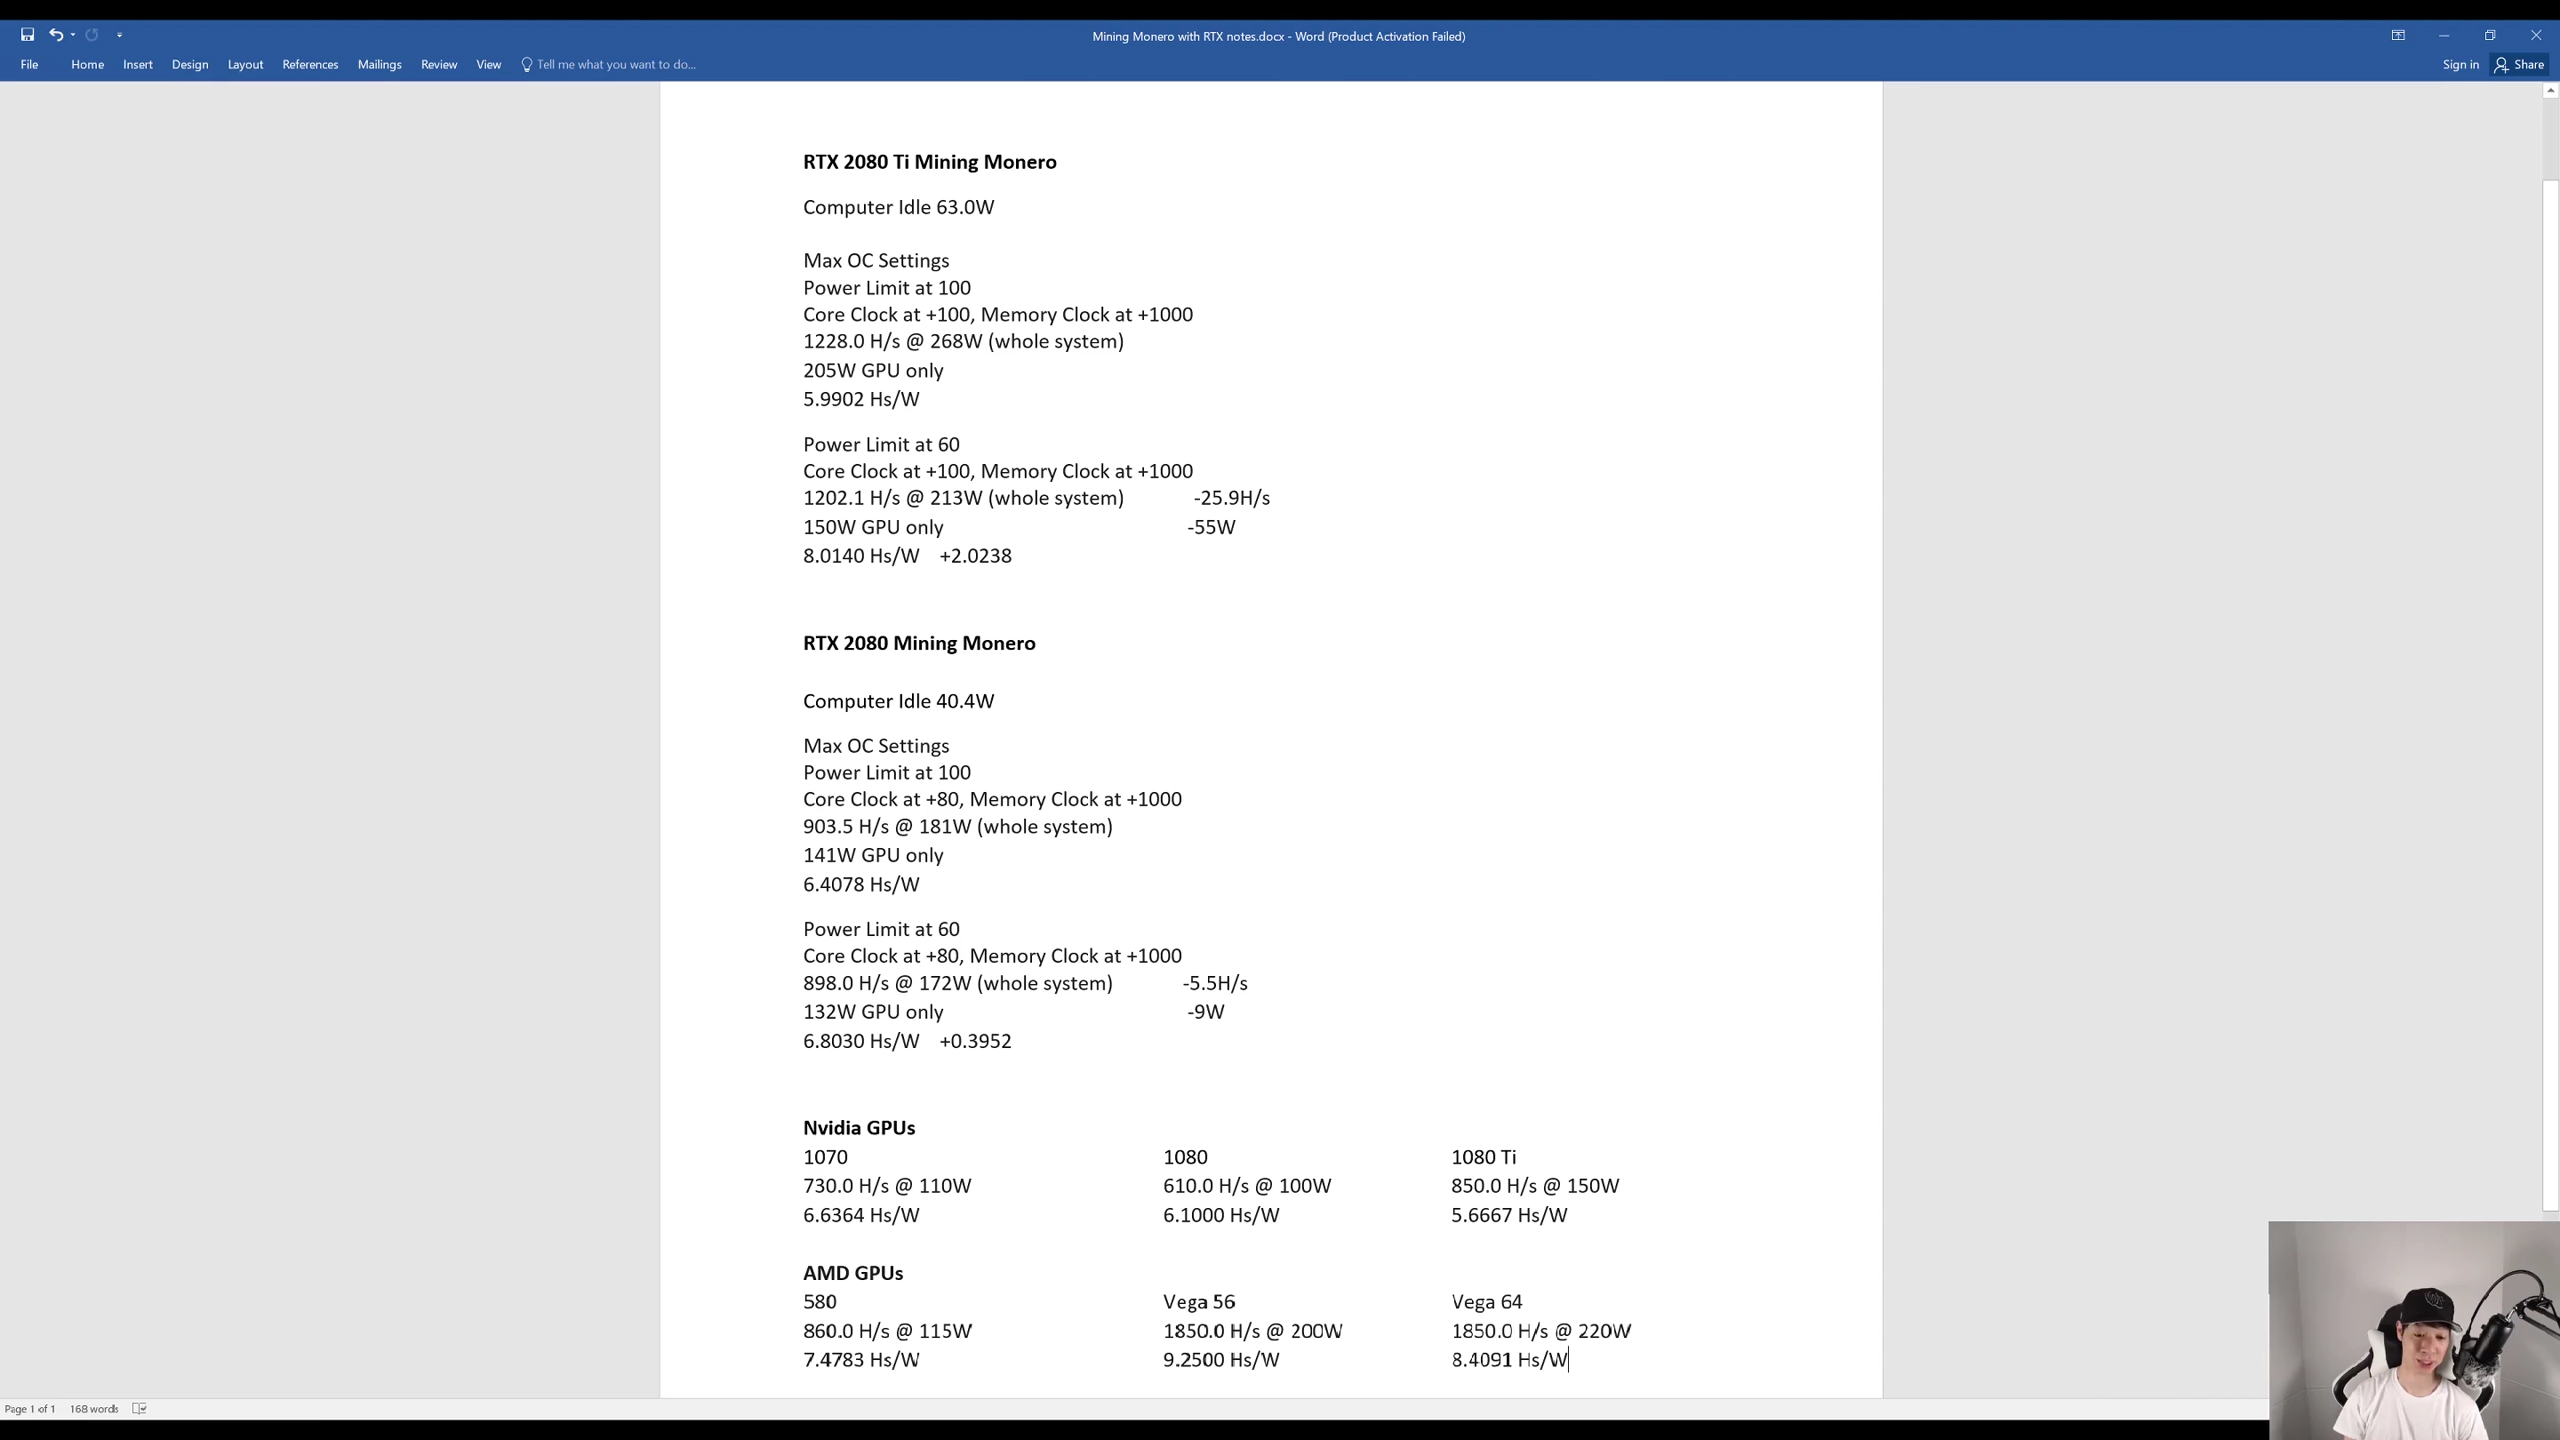 Mining Monero with RTX notes.docx - Word (Product Activation Failed)
File Home Insert Design Layout References Mailings Review View Tell me what you want to do... Sign in Share
RTX 2080 Ti Mining Monero
Computer Idle 63.0W
Max OC Settings
Power Limit at 100
Core Clock at +100, Memory Clock at +1000
1228.0 H/s @ 268W (whole system)
205W GPU only
5.9902 Hs/W
Power Limit at 60
Core Clock at +100, Memory Clock at +1000
1202.1 H/s @ 213W (whole system) -25.9H/s
150W GPU only -55W
8.0140 Hs/W +2.0238
RTX 2080 Mining Monero
Computer Idle 40.4W
Max OC Settings
Power Limit at 100
Core Clock at +80, Memory Clock at +1000
903.5 H/s @ 181W (whole system)
141W GPU only
6.4078 Hs/W
Power Limit at 60
Core Clock at +80, Memory Clock at +1000
898.0 H/s @ 172W (whole system) -5.5H/s
132W GPU only -9W
6.8030 Hs/W +0.3952
Nvidia GPUs
1070 1080 1080 Ti
730.0 H/s @ 110W 610.0 H/s @ 100W 850.0 H/s @ 150W
6.6364 Hs/W 6.1000 Hs/W 5.6667 Hs/W
AMD GPUs
580 Vega 56 Vega 64
860.0 H/s @ 115W 1850.0 H/s @ 200W 1850.0 H/s @ 220W
7.4783 Hs/W 9.2500 Hs/W 8.4091 Hs/W
Page 1 of 1 168 words